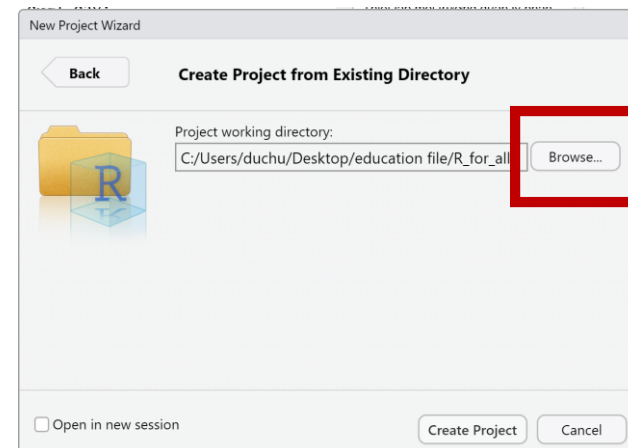 New Project Wizard
Back
Create Project from Existing Directory
Project working directory:
C:/Users/duchu/Desktop/education file/R_for_all
Browse...
R
Open in new session
Create Project
Cancel